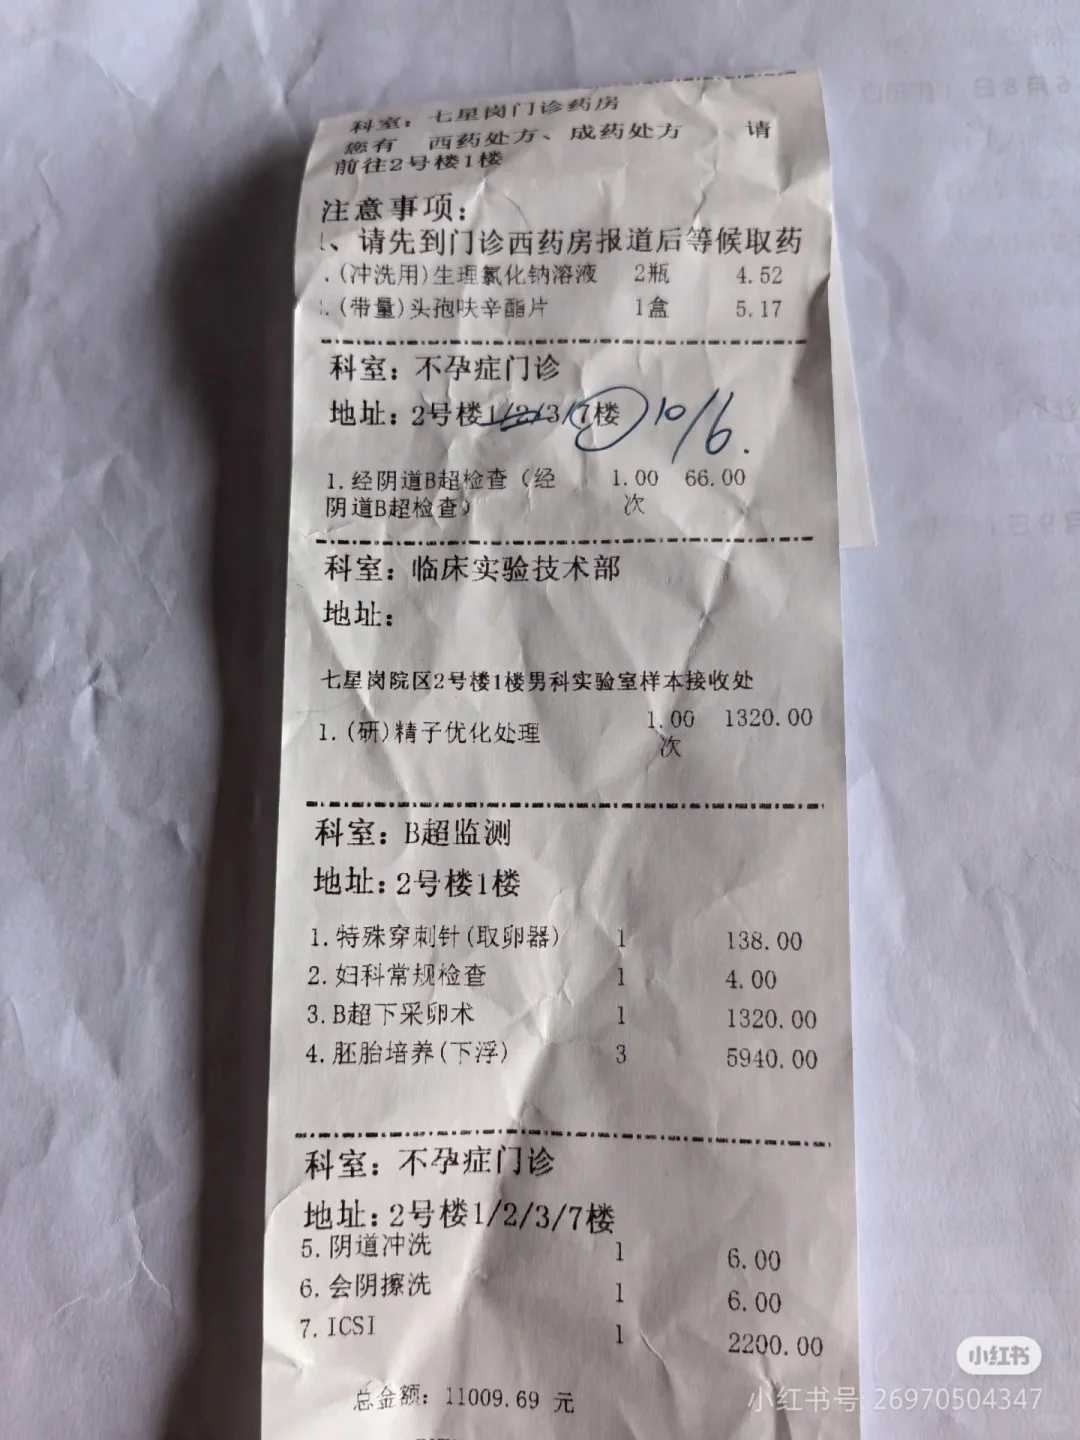 科室：七星岗门诊药房
您有 西药处方、成药处方 请
前往2号楼1楼
注意事项：
、请先到门诊西药房报道后等候取药
.(冲洗用)生理氯化钠溶液 2瓶 4.52
.(带量)头孢呋辛酯片 1盒 5.17
科室：不孕症门诊
地址：2号楼1/2/3/7楼 10/6.
1.经阴道B超检查（经 1.00 66.00
阴道B超检查） 次
科室：临床实验技术部
地址：
七星岗院区2号楼1楼男科实验室样本接收处
1.(研)精子优化处理 1.00 1320.00
次
科室：B超监测
地址：2号楼1楼
1.特殊穿刺针(取卵器) 1 138.00
2.妇科常规检查 1 4.00
3.B超下采卵术 1 1320.00
4.胚胎培养(下浮) 3 5940.00
科室：不孕症门诊
地址：2号楼1/2/3/7楼
5.阴道冲洗 1 6.00
6.会阴擦洗 1 6.00
7.ICSI 1 2200.00
总金额：11009.69 元
小红书
小红书号: 26970504347